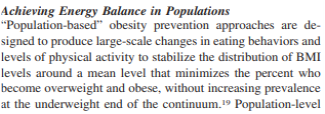 Achieving Energy Balance in Populations
“Population-based” obesity prevention approaches are de-
signed to produce large-scale changes in eating behaviors and
levels of physical activity to stabilize the distribution of BMI
levels around a mean level that minimizes the percent who
become overweight and obese, without increasing prevalence
at the underweight end of the continuum.¹⁹ Population-level